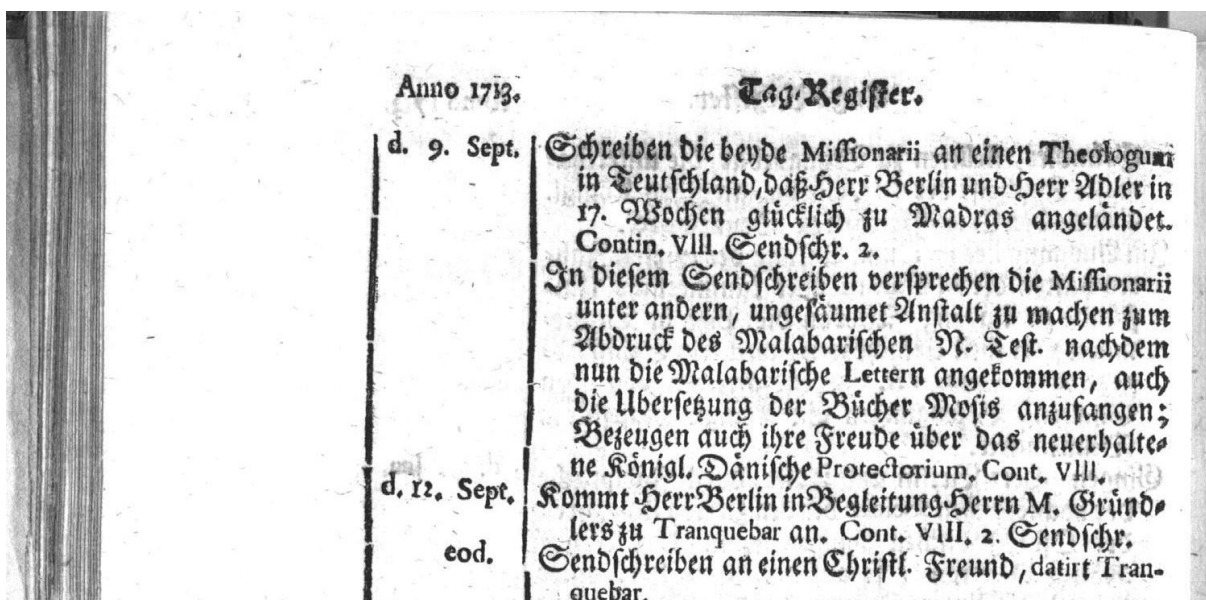 Anno 1713. Tag-Register.
d. 9. Sept. Schreiben die beyde Missionarii an einen Theologum
in Teutschland, daß Herr Berlin und Herr Adler in
17. Wochen glücklich zu Madras angeländet.
Contin. VIII. Sendschr. 2.
In diesem Sendschreiben versprechen die Missionarii
unter andern, ungesäumet Anstalt zu machen zum
Abdruck des Malabarischen N. Test. nachdem
nun die Malabarische Lettern angekommen, auch
die Ubersetzung der Bücher Mosis anzufangen;
Bezeugen auch ihre Freude über das neuerhalte-
ne Königl. Dänische Protectorium. Cont. VIII.
d. 12. Sept. Kommt Herr Berlin in Begleitung Herrn M. Gründ-
lers zu Tranquebar an. Cont. VIII. 2. Sendschr.
eod. Sendschreiben an einen Christl. Freund, datirt Tran-
quebar.